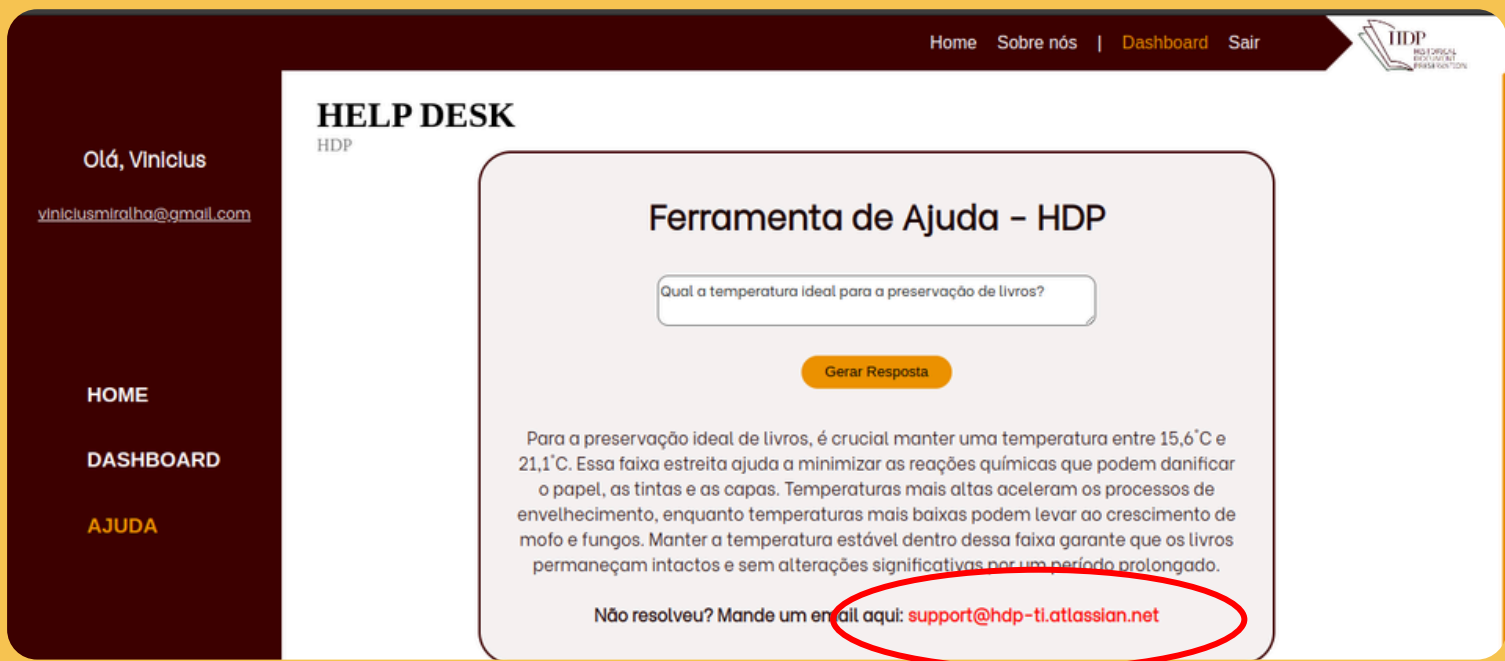 Home Sobre nós | Dashboard Sair
HDP
HISTORICAL
DOCUMENT
PRESERVATION
Olá, Vinicius
viniciusmiralha@gmail.com
HOME
DASHBOARD
AJUDA
HELP DESK
HDP
Ferramenta de Ajuda - HDP
Qual a temperatura ideal para a preservação de livros?
Gerar Resposta
Para a preservação ideal de livros, é crucial manter uma temperatura entre 15,6°C e
21,1°C. Essa faixa estreita ajuda a minimizar as reações químicas que podem danificar
o papel, as tintas e as capas. Temperaturas mais altas aceleram os processos de
envelhecimento, enquanto temperaturas mais baixas podem levar ao crescimento de
mofo e fungos. Manter a temperatura estável dentro dessa faixa garante que os livros
permaneçam intactos e sem alterações significativas por um período prolongado.
Não resolveu? Mande um email aqui: support@hdp-ti.atlassian.net